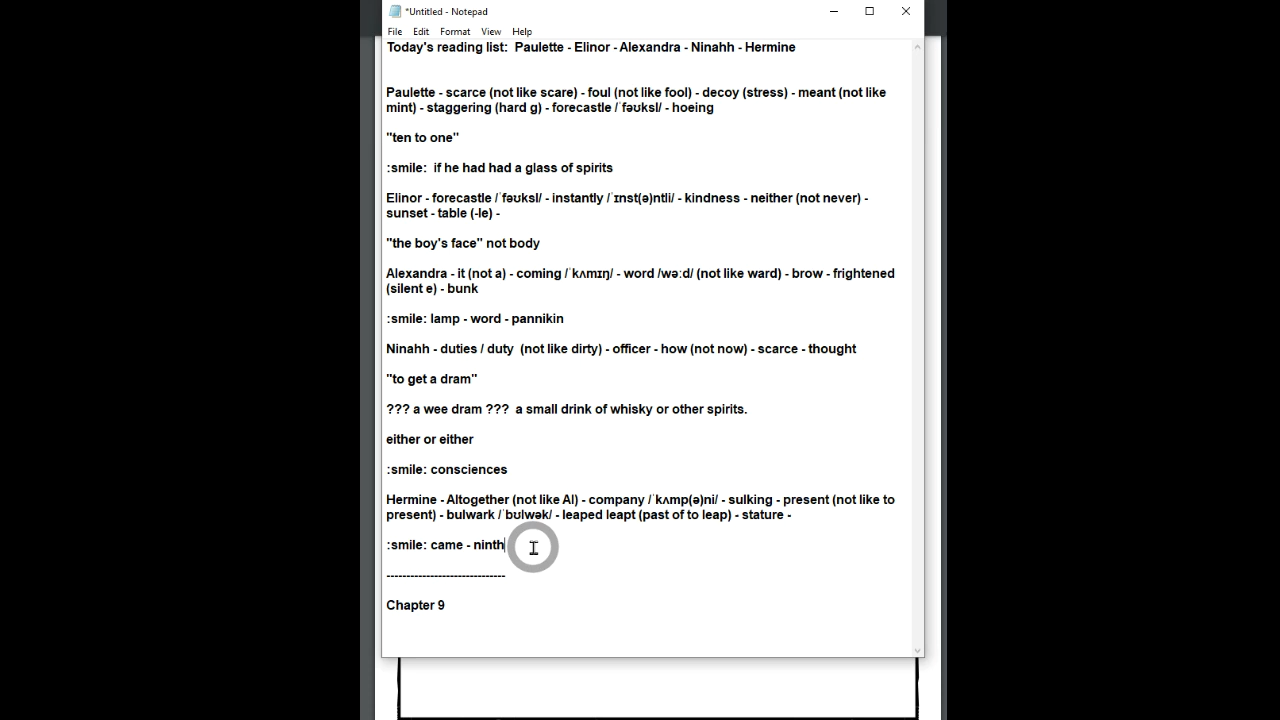 *Untitled - Notepad
File Edit Format View Help
Today's reading list:  Paulette - Elinor - Alexandra - Ninahh - Hermine
Paulette - scarce (not like scare) - foul (not like fool) - decoy (stress) - meant (not like
mint) - staggering (hard g) - forecastle /ˈfəʊksl/ - hoeing
"ten to one"
:smile:  if he had had a glass of spirits
Elinor - forecastle /ˈfəʊksl/ - instantly /ˈɪnst(ə)ntli/ - kindness - neither (not never) -
sunset - table (-le) -
"the boy's face" not body
Alexandra - it (not a) - coming /ˈkʌmɪŋ/ - word /wəːd/ (not like ward) - brow - frightened
(silent e) - bunk
:smile: lamp - word - pannikin
Ninahh - duties / duty  (not like dirty) - officer - how (not now) - scarce - thought
"to get a dram"
??? a wee dram ???  a small drink of whisky or other spirits.
either or either
:smile: consciences
Hermine - Altogether (not like Al) - company /ˈkʌmp(ə)ni/ - sulking - present (not like to
present) - bulwark /ˈbʊlwək/ - leaped leapt (past of to leap) - stature -
:smile: came - ninth
------------------------------
Chapter 9